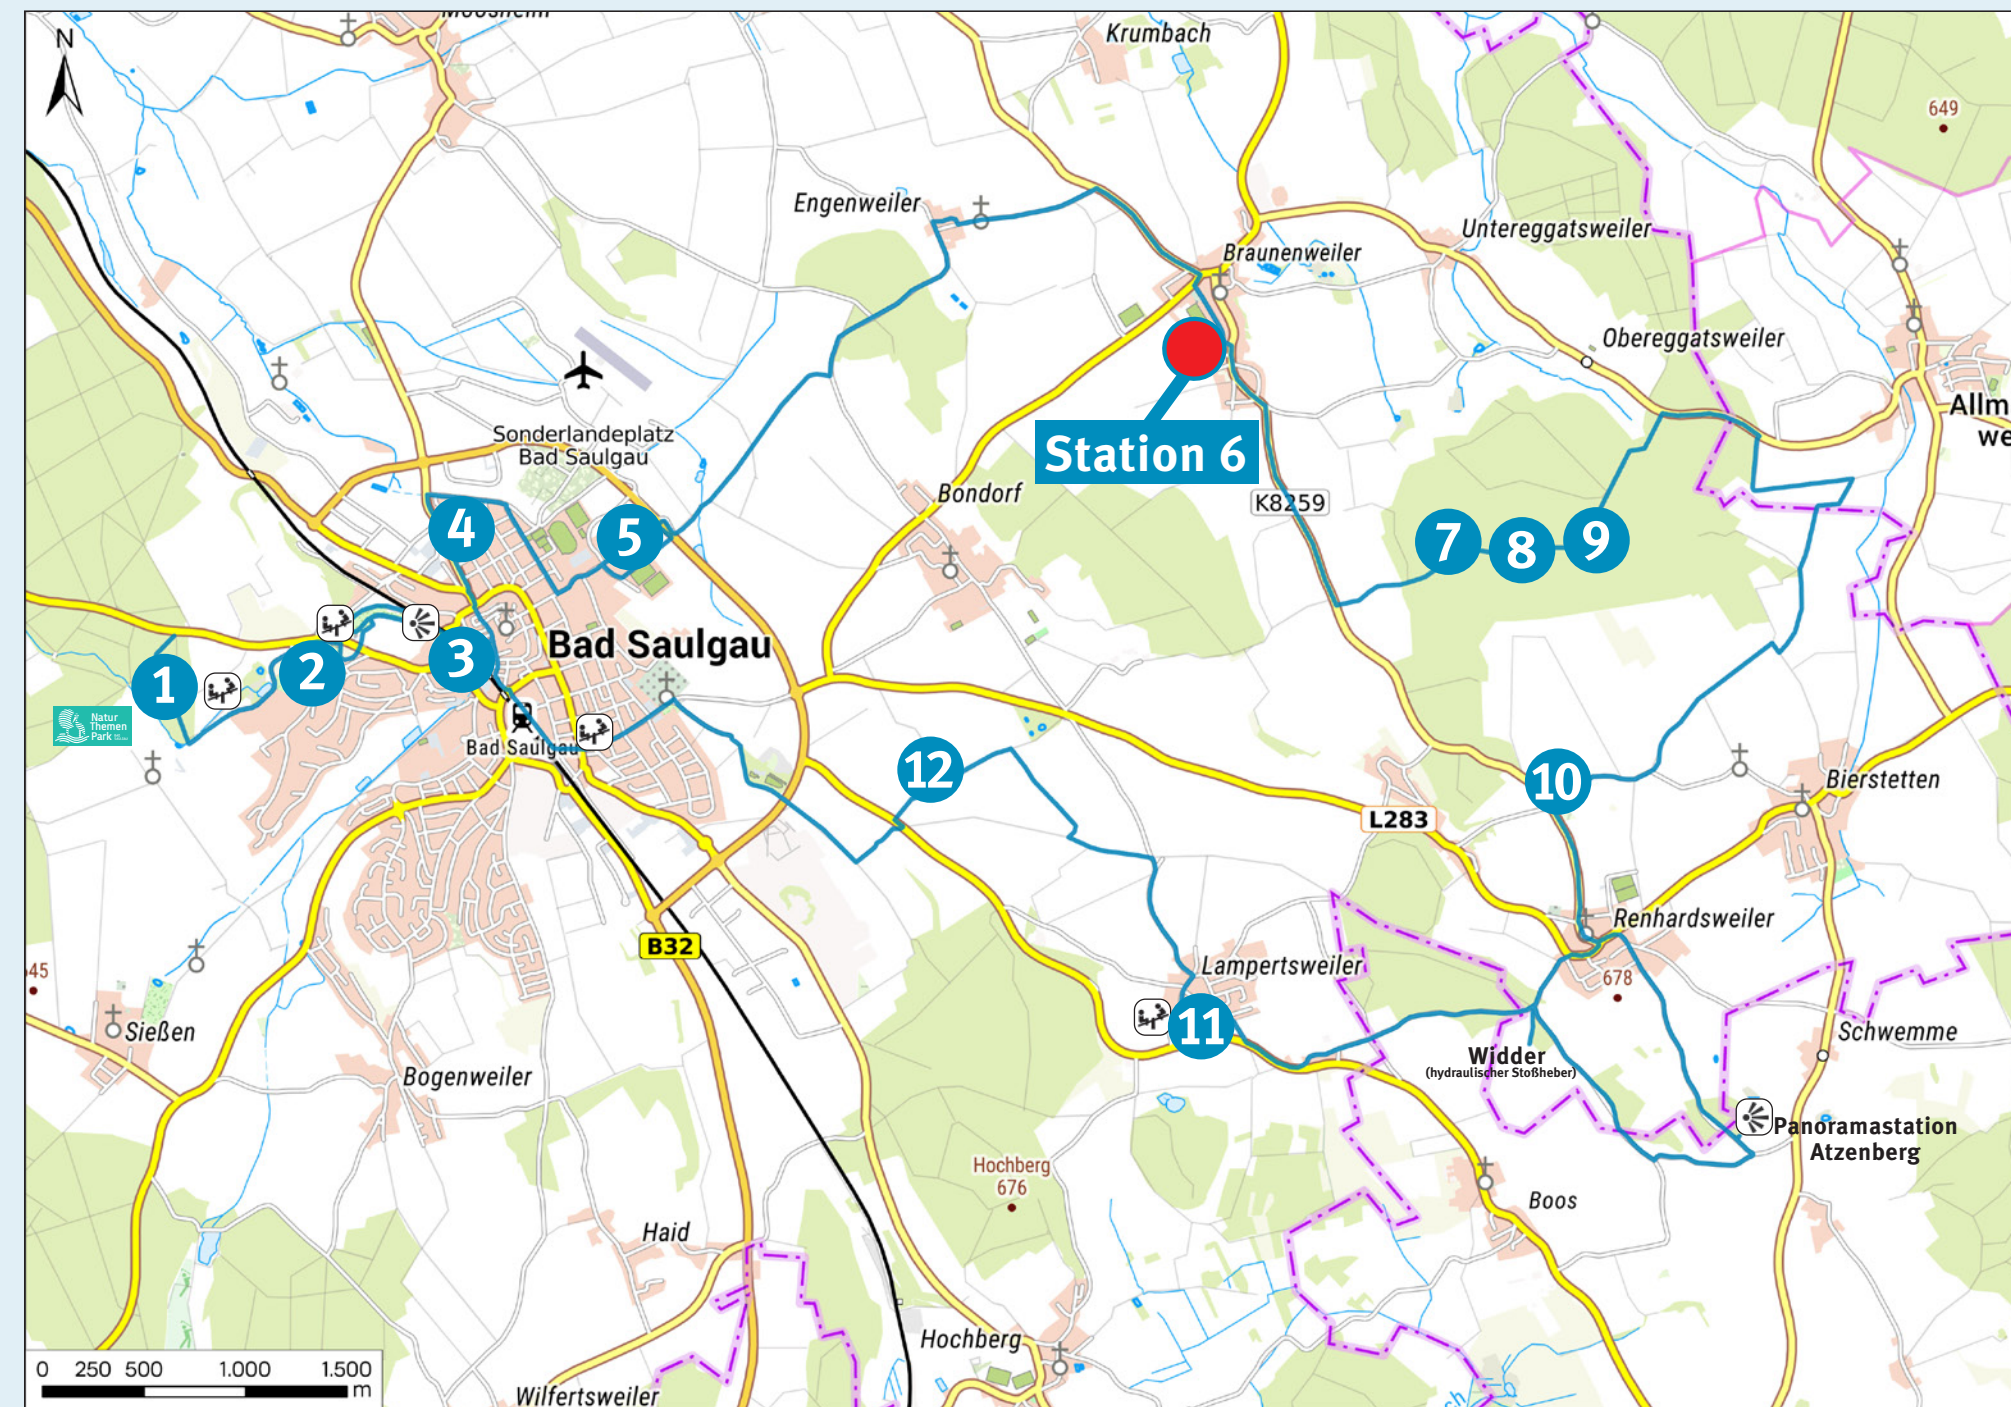 Moosheim
Krumbach
N
649
Engenweiler
Untereggatsweiler
Braunenweiler
Obereggatsweiler
Allm
we
Sonderlandeplatz
Bad Saulgau
Station 6
Bondorf
K8259
4
5
7
8
9
Bad Saulgau
1
2
3
Natur
Themen
Park
Bad Saulgau
12
10
Bierstetten
L283
Renhardsweiler
B32
Lampertsweiler
678
645
Sießen
11
Schwemme
Widder
(hydraulischer Stoßheber)
Bogenweiler
Panoramastation
Atzenberg
Hochberg
676
Boos
Haid
Hochberg
Wilfertsweiler
0 250 500 1.000 1.500
m